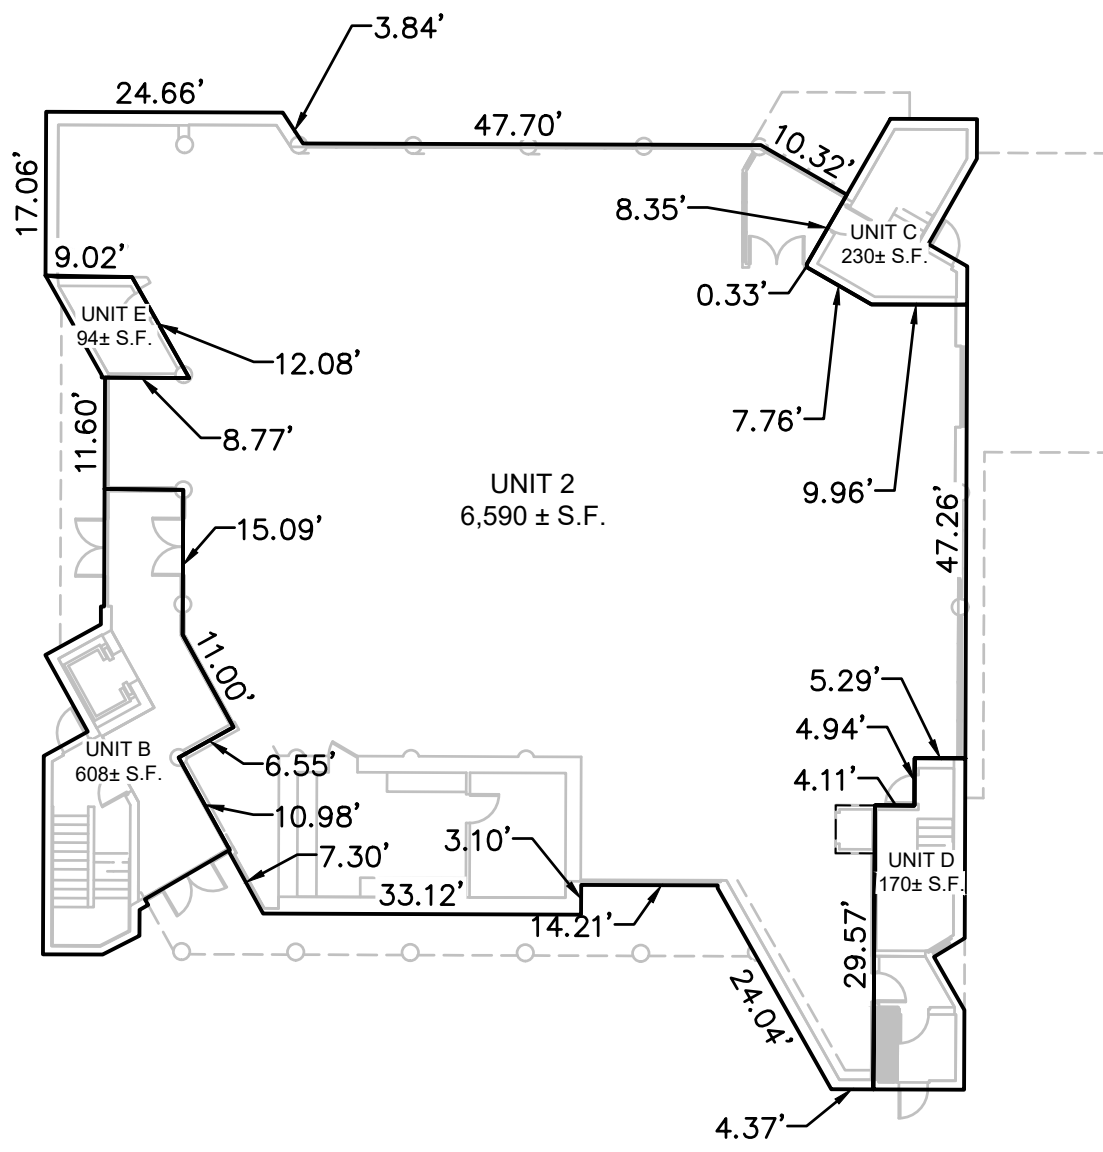 3.84’
24.66’
47.70’
10.32’
17.06’
8.35’
UNIT C
230± S.F.
9.02’
0.33’
UNIT E
94± S.F.
12.08’
7.76’
11.60’
8.77’
9.96’
UNIT 2
6,590 ± S.F.
47.26’
15.09’
11.00’
5.29’
4.94’
UNIT B
608± S.F.
6.55’
4.11’
10.98’
3.10’
7.30’
UNIT D
170± S.F.
33.12’
14.21’
29.57’
24.04’
4.37’